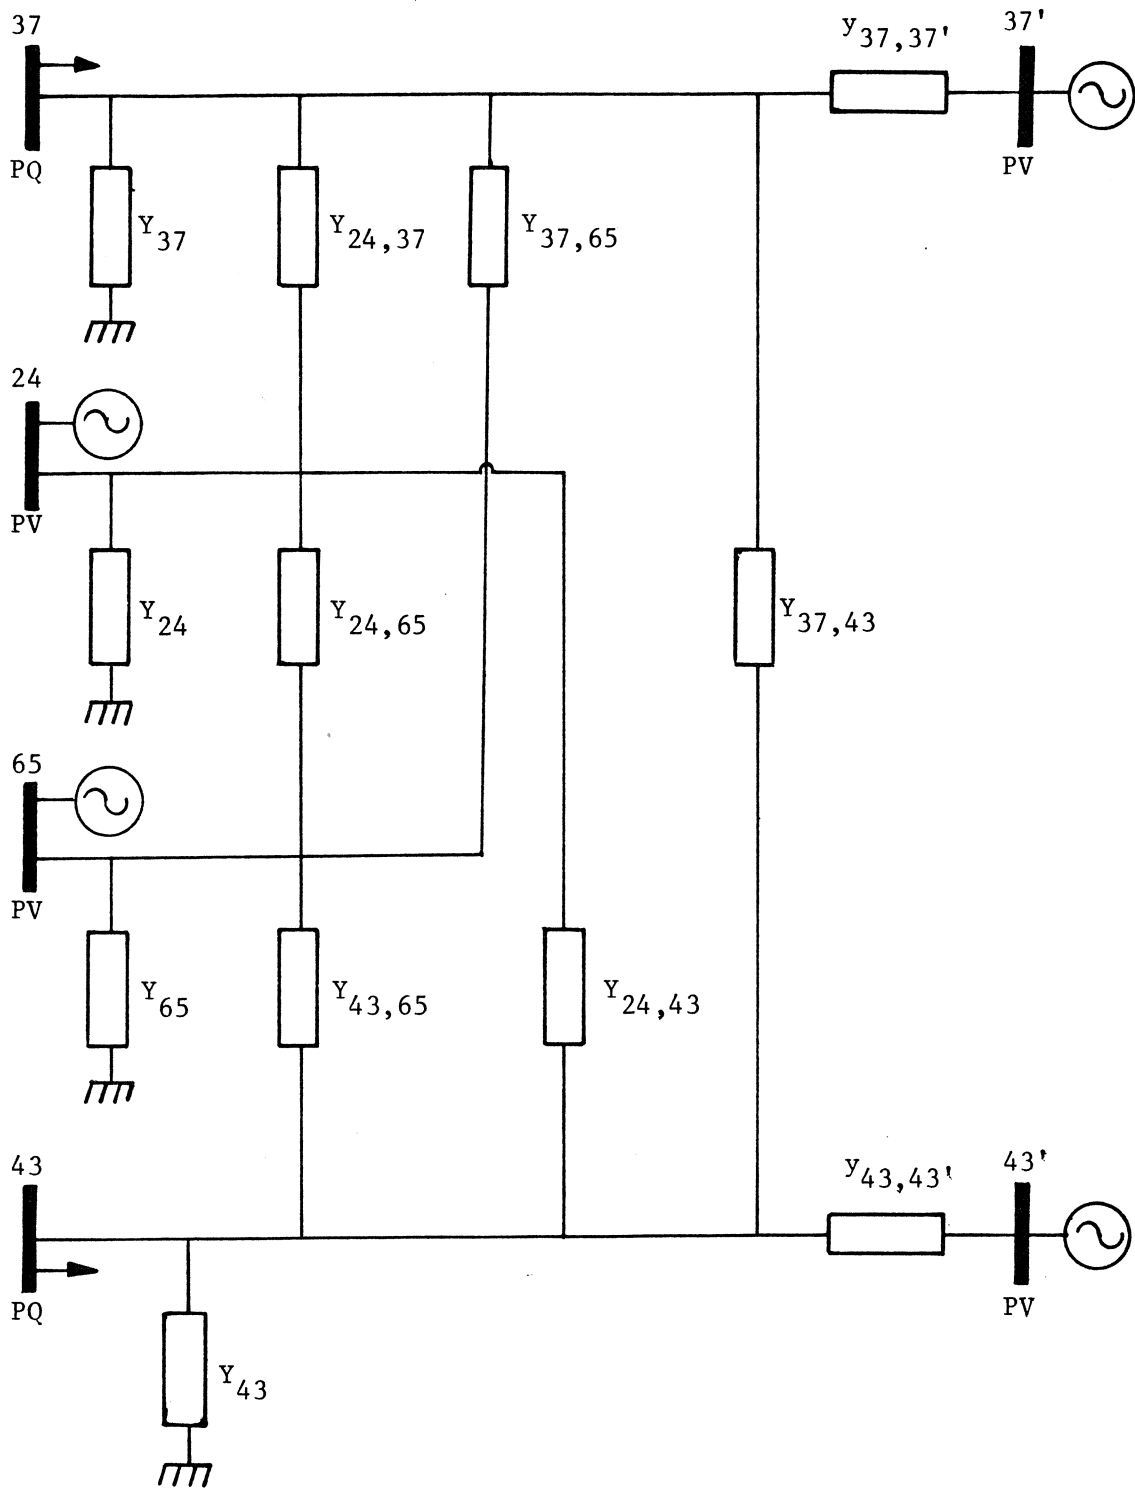 37
y37,37'
37'
PQ
PV
Y37
Y24,37
Y37,65
24
PV
Y24
Y24,65
Y37,43
65
PV
Y65
Y43,65
Y24,43
43
y43,43'
43'
PQ
PV
Y43